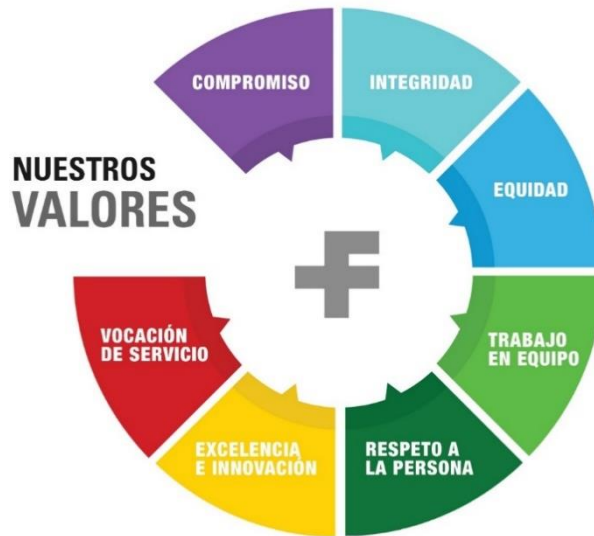 NUESTROS
VALORES
COMPROMISO
INTEGRIDAD
EQUIDAD
TRABAJO
EN EQUIPO
RESPETO A
LA PERSONA
EXCELENCIA
E INNOVACIÓN
VOCACIÓN
DE SERVICIO